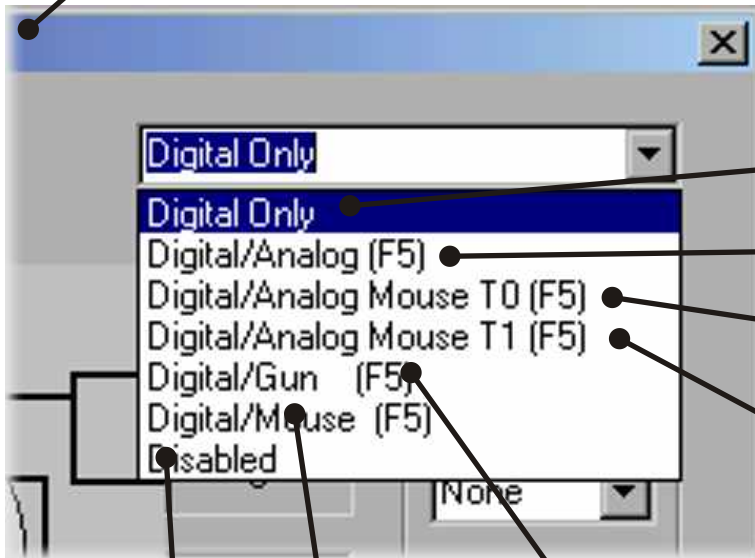 Digital Only
Digital Only
Digital/Analog (F5)
Digital/Analog Mouse T0 (F5)
Digital/Analog Mouse T1 (F5)
Digital/Gun (F5)
Digital/Mouse (F5)
Disabled
None